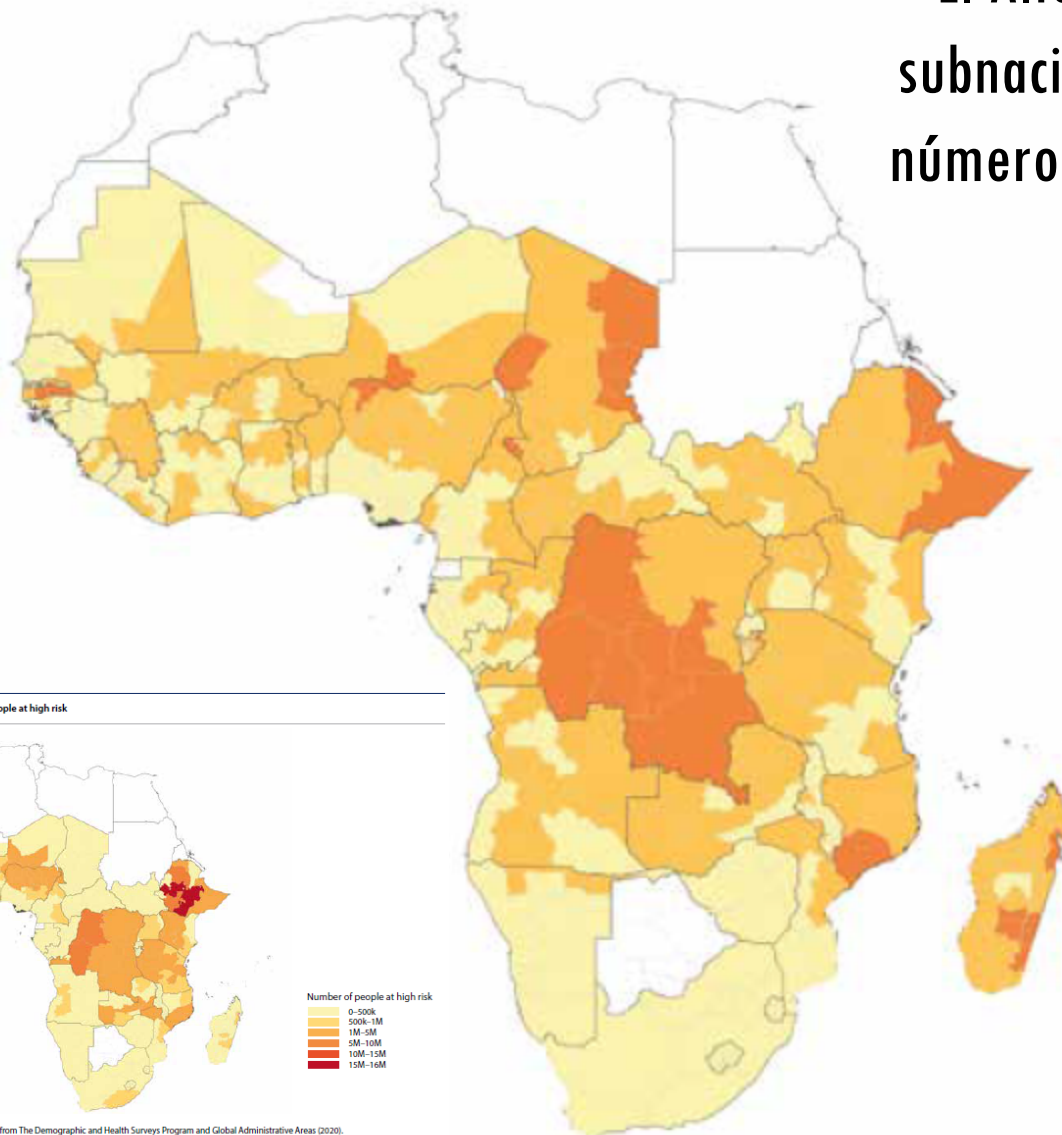 subnaci
número
ople at high risk
Number of people at high risk
0–500k
500k–1M
1M–5M
5M–10M
10M–15M
15M–16M
from The Demographic and Health Surveys Program and Global Administrative Areas (2020).